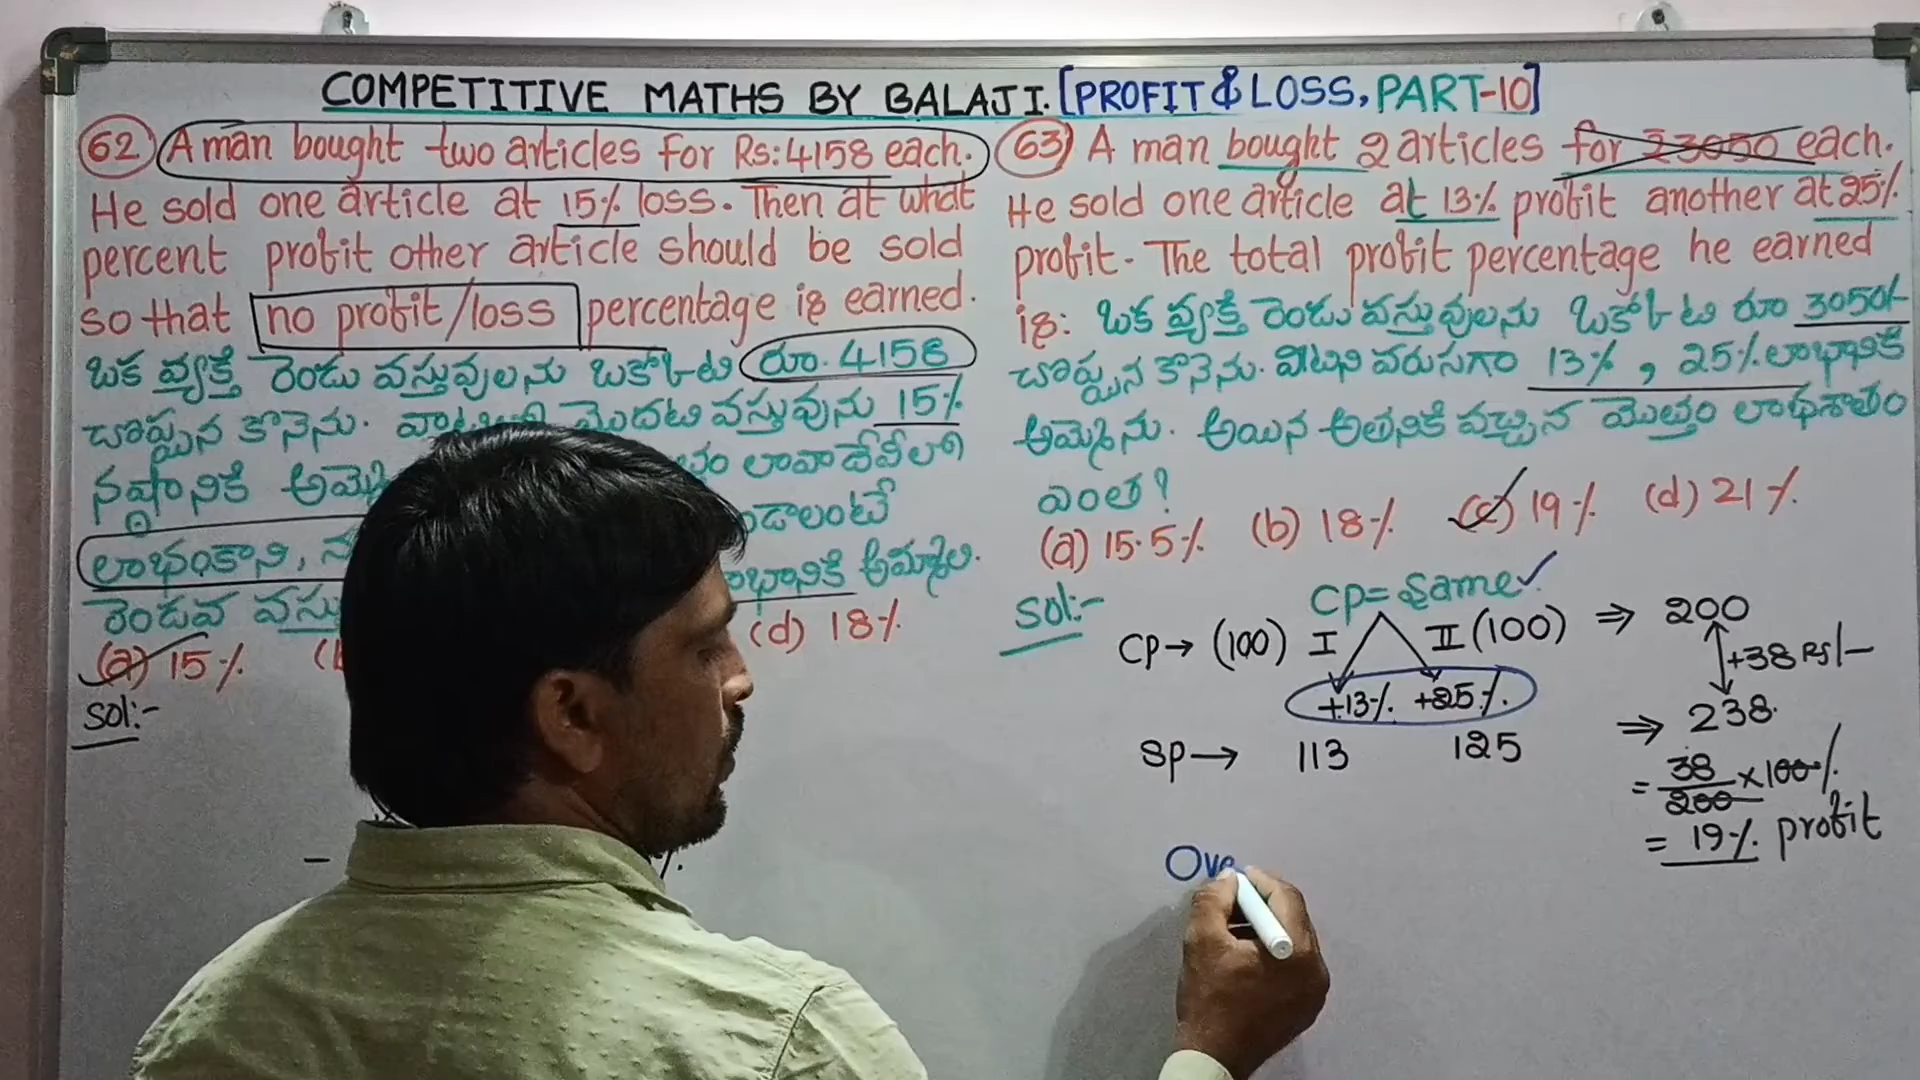 COMPETITIVE MATHS BY BALAJI. [PROFIT & LOSS, PART-10]
62 A man bought two articles for Rs:4158 each.
He sold one article at 15% loss. Then at what
percent profit other article should be sold
so that no profit/loss percentage is earned.
ఒక వ్యక్తి రెండు వస్తువులను ఒక్కొక్కటి రూ. 4158
చొప్పున కొనెను. మొదటి వస్తువును 15%
నష్టానికి
లాభంకాని,
అమ్మాలి.
రెండవ
(a) 15% (d) 18%
Sol:-
63) A man bought 2 articles for ₹3050 each.
He sold one article at 13% profit another at 25%
profit. The total profit percentage he earned
is: ఒక వ్యక్తి రెండు వస్తువులను ఒక్కొక్కటి రూ 3050/-
చొప్పున కొనెను. వీటిని వరుసగా 13%, 25% లాభానికి
అమ్మెను. అయిన అతనికి వచ్చిన మొత్తం లాభశాతం
ఎంత?
(a) 15.5% (b) 18% (c) 19% (d) 21%
Sol:- CP = Same ✓
CP → (100) I II (100) ⇒ 200
+38 Rs/-
+13% +25%
⇒ 238
SP → 113 125
= 38/200 × 100%
= 19% profit
Ove